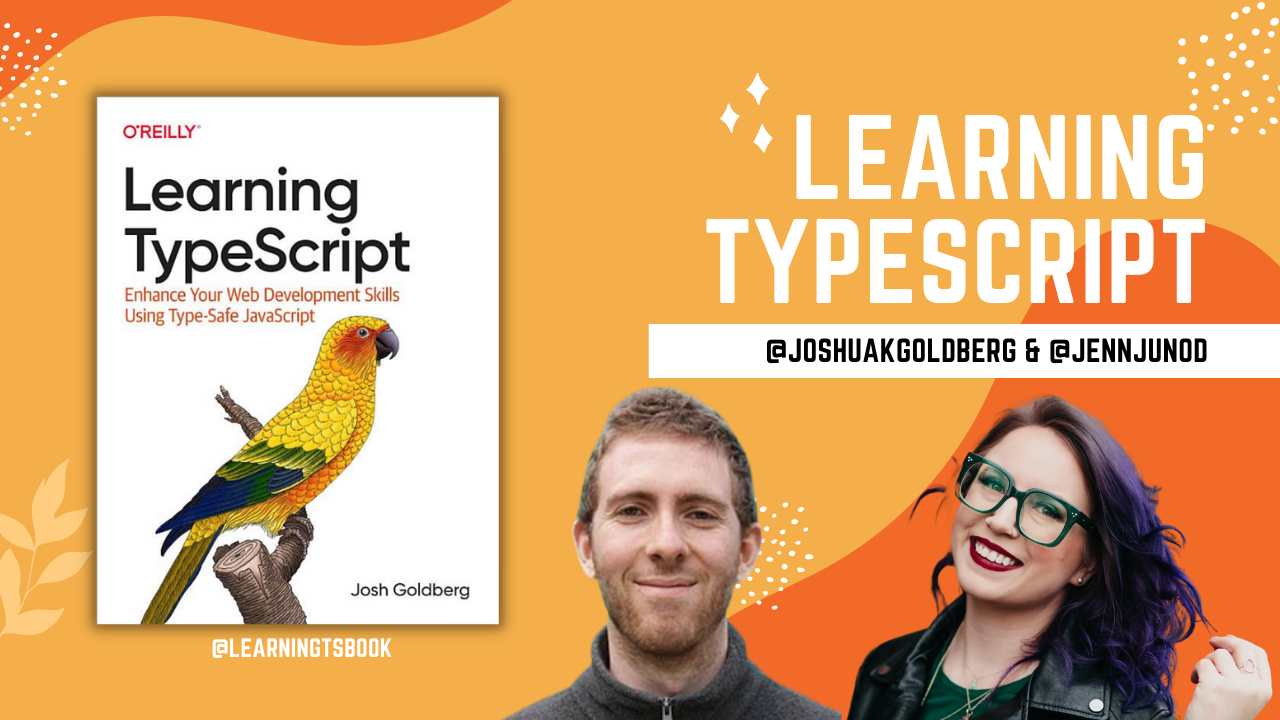 O'REILLY®
Learning
TypeScript
Enhance Your Web Development Skills
Using Type-Safe JavaScript
Josh Goldberg
@LEARNINGTSBOOK
LEARNING
TYPESCRIPT
@JOSHUAKGOLDBERG & @JENNJUNOD